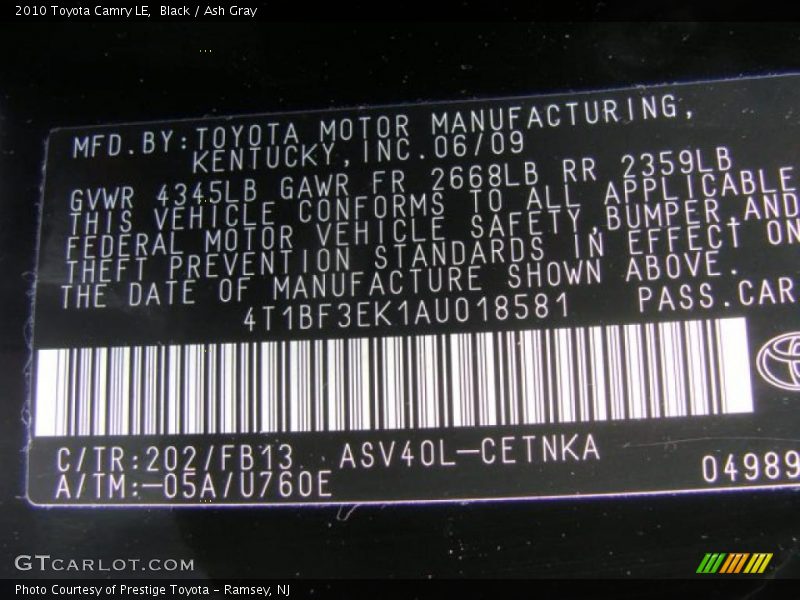 2010 Toyota Camry LE, Black / Ash Gray
MFD.BY:TOYOTA MOTOR MANUFACTURING,
KENTUCKY,INC.06/09
GVWR 4345LB GAWR FR 2668LB RR 2359LB
THIS VEHICLE CONFORMS TO ALL APPLICABLE
FEDERAL MOTOR VEHICLE SAFETY,BUMPER,AND
THEFT PREVENTION STANDARDS IN EFFECT ON
THE DATE OF MANUFACTURE SHOWN ABOVE.
4T1BF3EK1AU018581 PASS.CAR
C/TR:202/FB13 ASV40L-CETNKA
A/TM:-05A/U760E 04989
GTCARLOT.COM
Photo Courtesy of Prestige Toyota - Ramsey, NJ